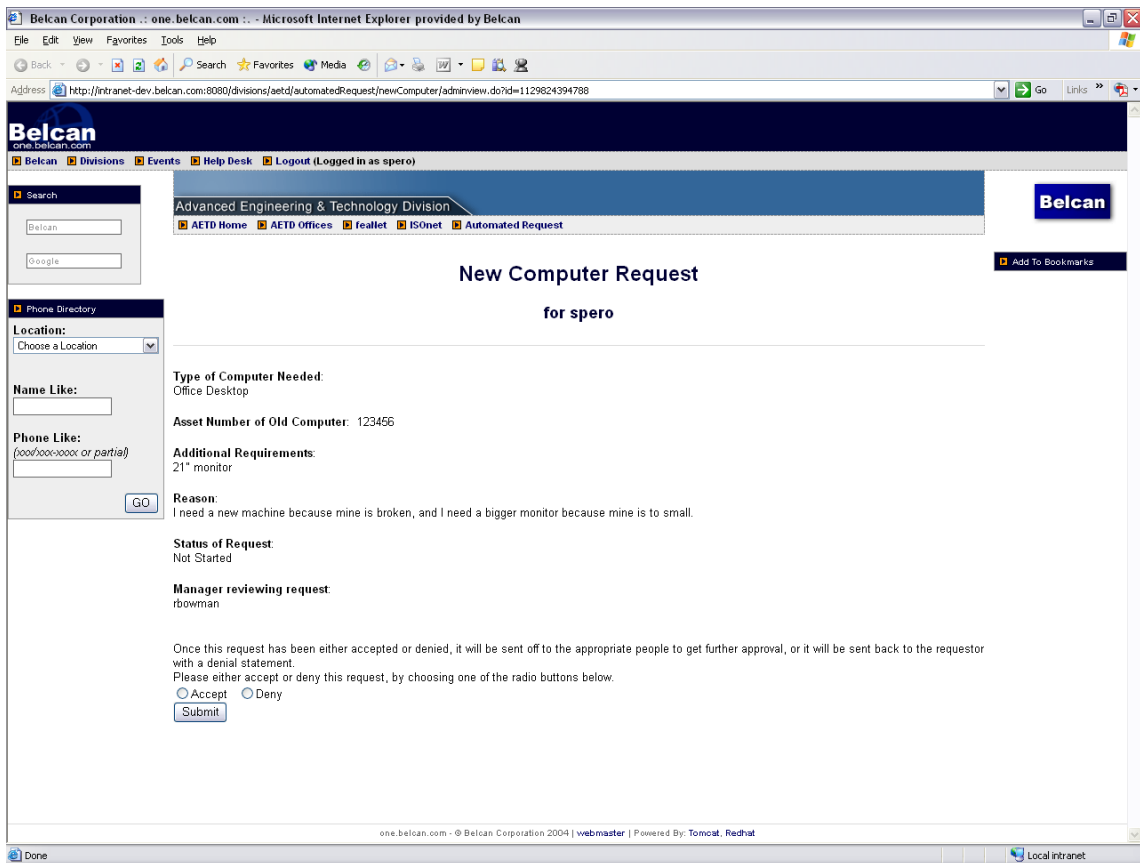 Belcan Corporation .: one.belcan.com :. - Microsoft Internet Explorer provided by Belcan
File Edit View Favorites Tools Help
Back Search Favorites Media
Address http://intranet-dev.belcan.com:8080/divisions/aetd/automatedRequest/newComputer/adminview.do?id=1129824394788 Go Links »
Belcan
one.belcan.com
Belcan Divisions Events Help Desk Logout (Logged in as spero)
Search
Belcan
Google
Advanced Engineering & Technology Division
AETD Home AETD Offices feaNet ISOnet Automated Request
Belcan
Add To Bookmarks
Phone Directory
Location:
Choose a Location
Name Like:
Phone Like:
(xxx/xxx-xxxx or partial)
GO
New Computer Request
for spero
Type of Computer Needed:
Office Desktop
Asset Number of Old Computer: 123456
Additional Requirements:
21" monitor
Reason:
I need a new machine because mine is broken, and I need a bigger monitor because mine is to small.
Status of Request:
Not Started
Manager reviewing request:
rbowman
Once this request has been either accepted or denied, it will be sent off to the appropriate people to get further approval, or it will be sent back to the requestor
with a denial statement.
Please either accept or deny this request, by choosing one of the radio buttons below.
Accept Deny
Submit
one.belcan.com - © Belcan Corporation 2004 | webmaster | Powered By: Tomcat, Redhat
Done Local intranet